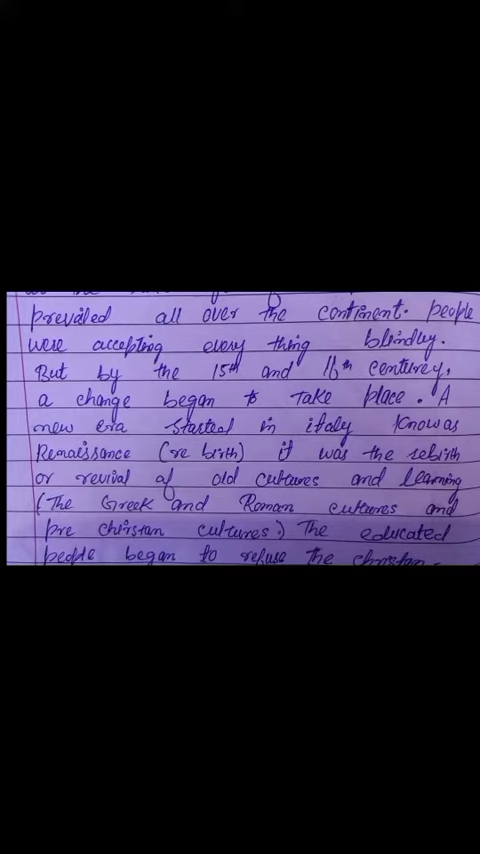 prevailed all over the continent. people
were accepting every thing blindley.
But by the 15th and 16th centurey,
a change began to Take place. A
new era started in italy Know as
Renaissance (re birth) it was the rebirth
or revival of old cultures and learning
(The Greek and Roman cultures and
pre christan cultures.) The educated
people began to refuse the christan